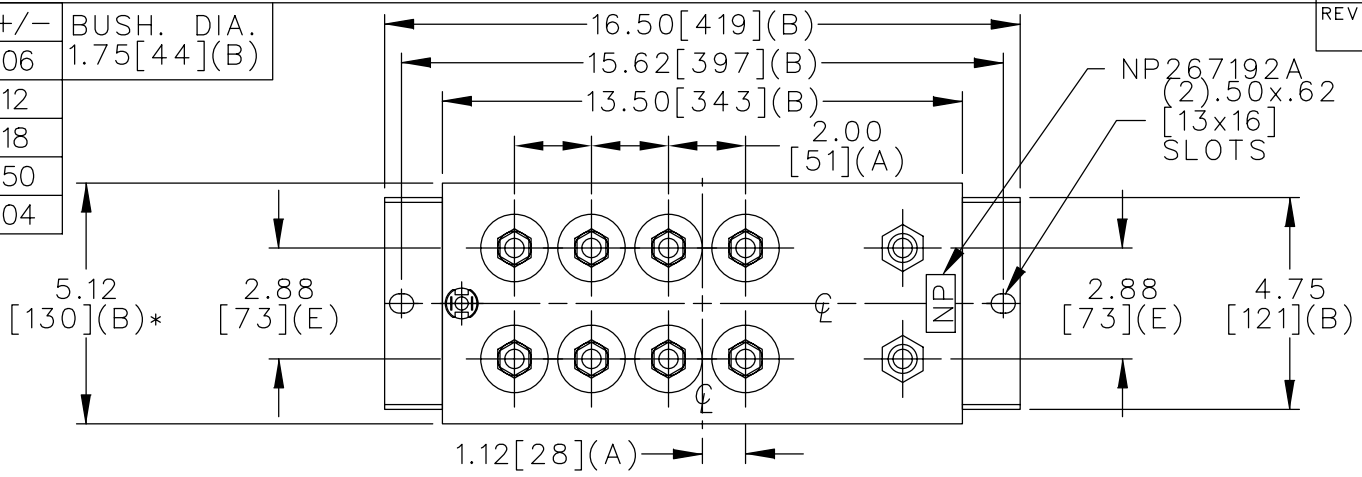 +/-
06
12
18
50
04
BUSH. DIA.
1.75[44](B)
16.50[419](B)
15.62[397](B)
13.50[343](B)
2.00
[51](A)
REV
NP267192A
(2).50x.62
[13x16]
SLOTS
5.12
[130](B)*
2.88
[73](E)
NP
℄
2.88
[73](E)
4.75
[121](B)
℄
1.12[28](A)